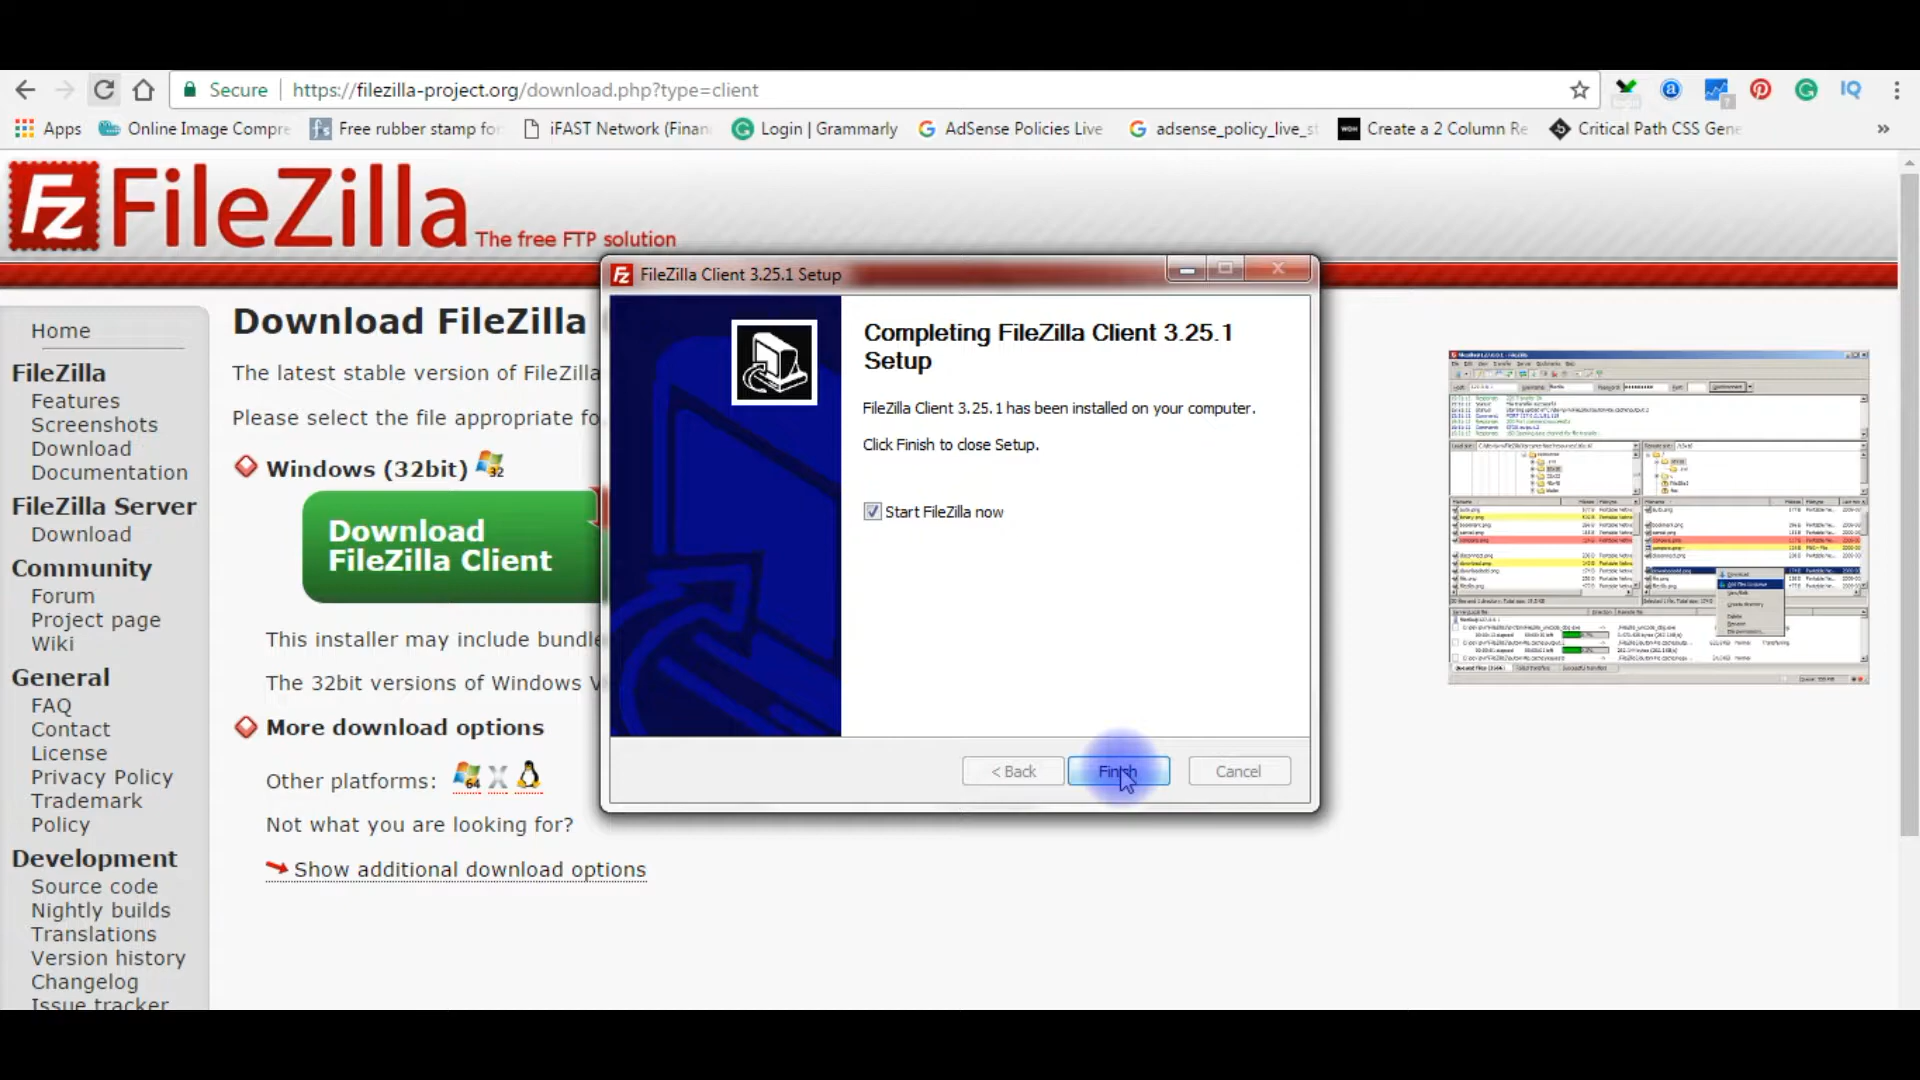 Secure https://filezilla-project.org/download.php?type=client
Apps Online Image Compre Free rubber stamp fo iFAST Network (Finan Login | Grammarly AdSense Policies Live adsense_policy_live_st Create a 2 Column Re Critical Path CSS Gene »
FileZilla The free FTP solution
Home
FileZilla
Features
Screenshots
Download
Documentation
FileZilla Server
Download
Community
Forum
Project page
Wiki
General
FAQ
Contact
License
Privacy Policy
Trademark
Policy
Development
Source code
Nightly builds
Translations
Version history
Changelog
Issue tracker
Download FileZilla
The latest stable version of FileZilla
Please select the file appropriate fo
Windows (32bit)
Download
FileZilla Client
This installer may include bundle
The 32bit versions of Windows V
More download options
Other platforms:
Not what you are looking for?
Show additional download options
FileZilla Client 3.25.1 Setup
Completing FileZilla Client 3.25.1
Setup
FileZilla Client 3.25.1 has been installed on your computer.
Click Finish to close Setup.
Start FileZilla now
< Back Finish Cancel